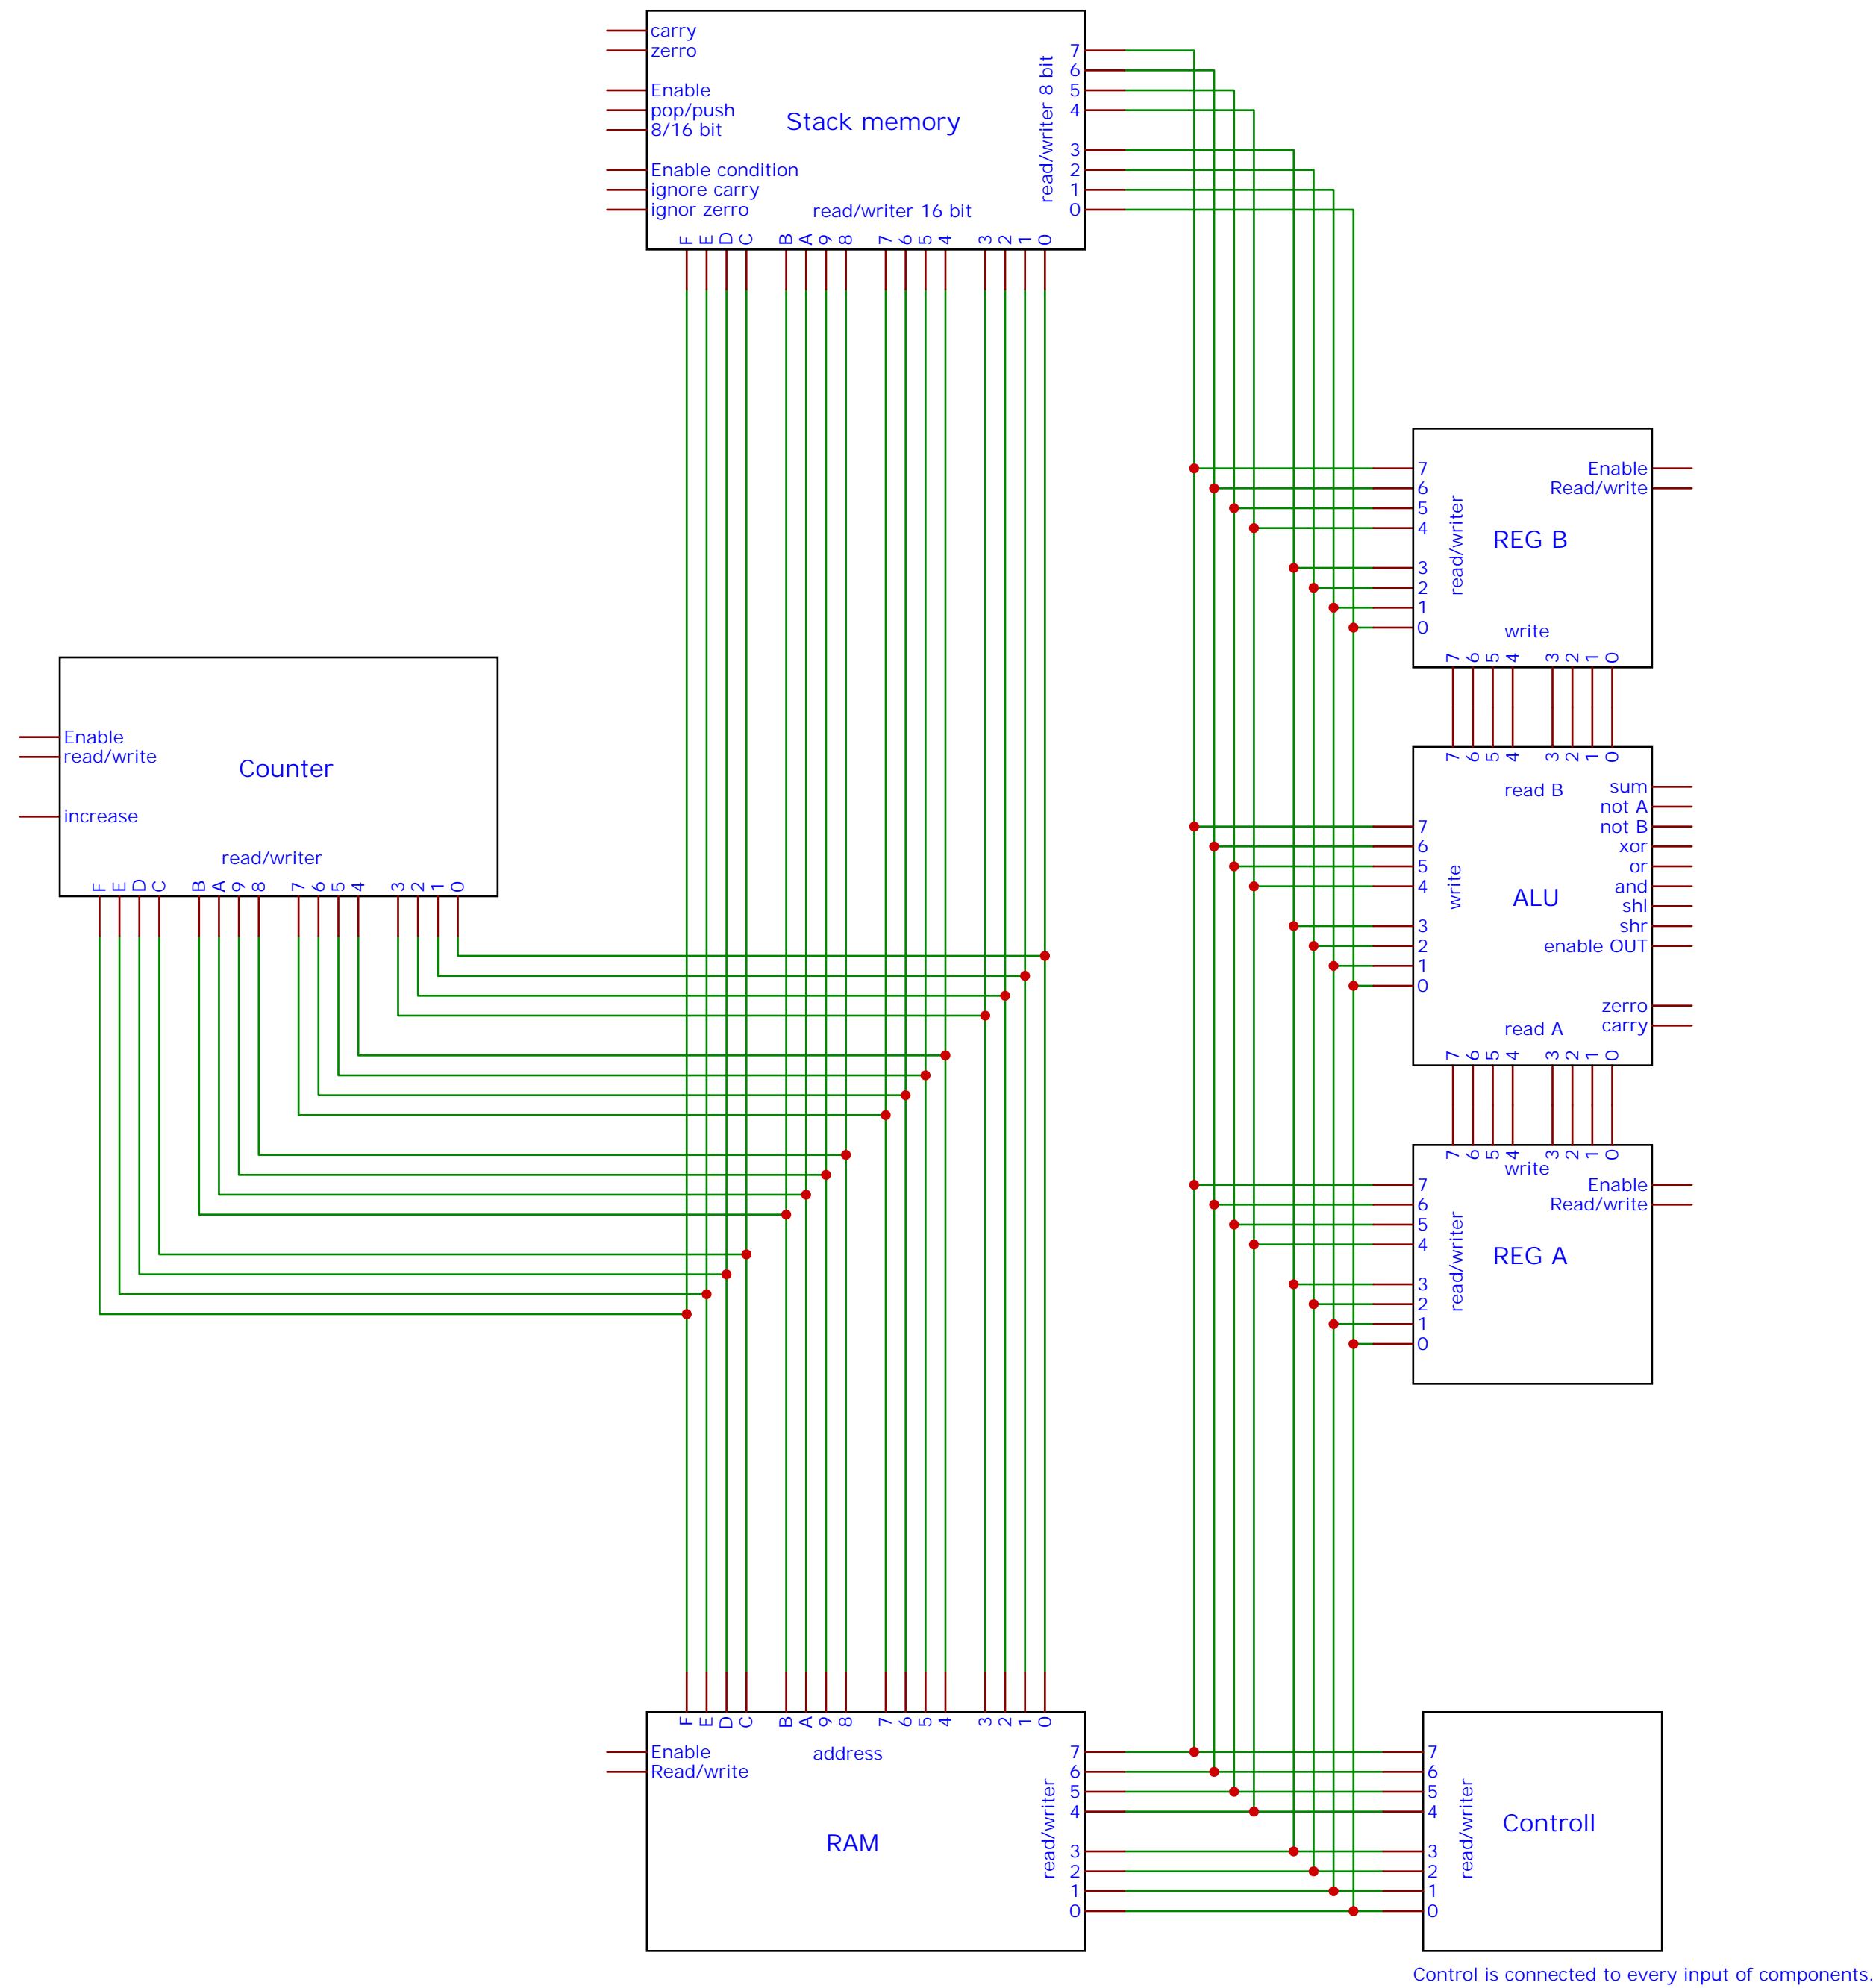 carry
zerro
Enable
pop/push
8/16 bit
Enable condition
ignore carry
ignor zerro
Stack memory
read/writer 16 bit
read/writer 8 bit
7
6
5
4
3
2
1
0
F E D C B A 9 8 7 6 5 4 3 2 1 0
7
6
5
4
3
2
1
0
read/writer
REG B
Enable
Read/write
write
7 6 5 4 3 2 1 0
Enable
read/write
increase
Counter
read/writer
F E D C B A 9 8 7 6 5 4 3 2 1 0
7 6 5 4 3 2 1 0
read B
7
6
5
4
3
2
1
0
write
ALU
sum
not A
not B
xor
or
and
shl
shr
enable OUT
zerro
carry
read A
7 6 5 4 3 2 1 0
7 6 5 4 3 2 1 0
write
7
6
5
4
3
2
1
0
read/writer
REG A
Enable
Read/write
F E D C B A 9 8 7 6 5 4 3 2 1 0
address
Enable
Read/write
RAM
read/writer
7
6
5
4
3
2
1
0
7
6
5
4
3
2
1
0
read/writer
Controll
Control is connected to every input of components.